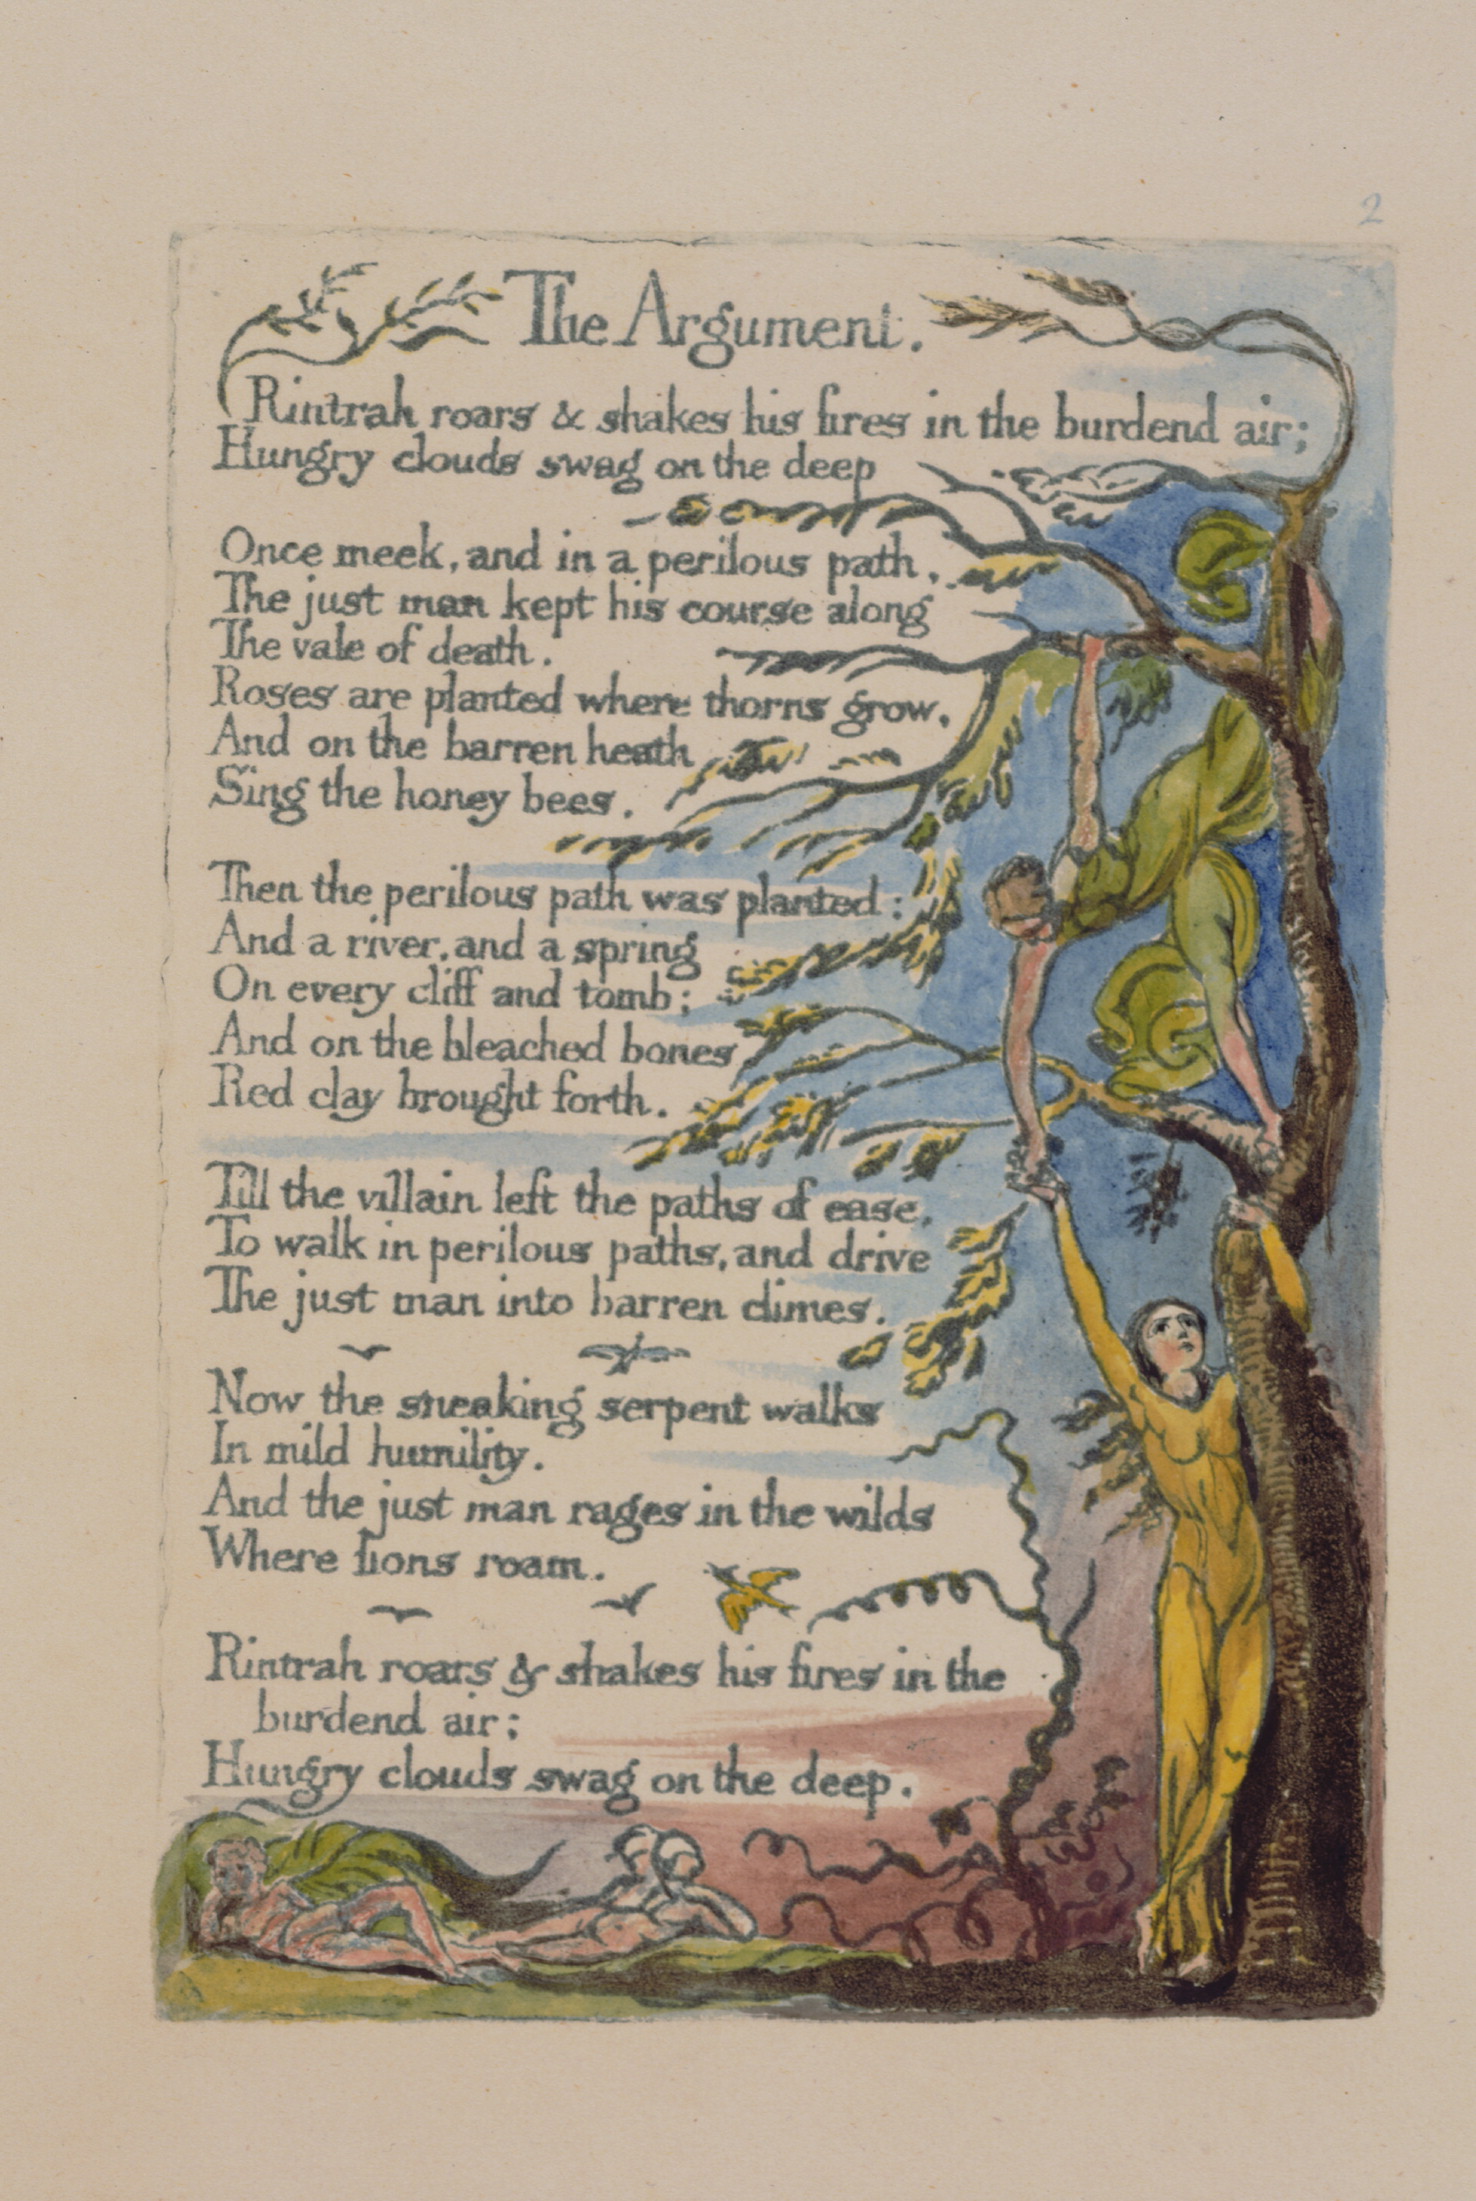 2
The Argument.
Rintrah roars & shakes his fires in the burdend air;
Hungry clouds swag on the deep
Once meek, and in a perilous path,
The just man kept his course along
The vale of death.
Roses are planted where thorns grow,
And on the barren heath
Sing the honey bees.
Then the perilous path was planted:
And a river, and a spring
On every cliff and tomb;
And on the bleached bones
Red clay brought forth.
Till the villain left the paths of ease,
To walk in perilous paths, and drive
The just man into barren climes.
Now the sneaking serpent walks
In mild humility.
And the just man rages in the wilds
Where lions roam.
Rintrah roars & shakes his fires in the
burdend air;
Hungry clouds swag on the deep.